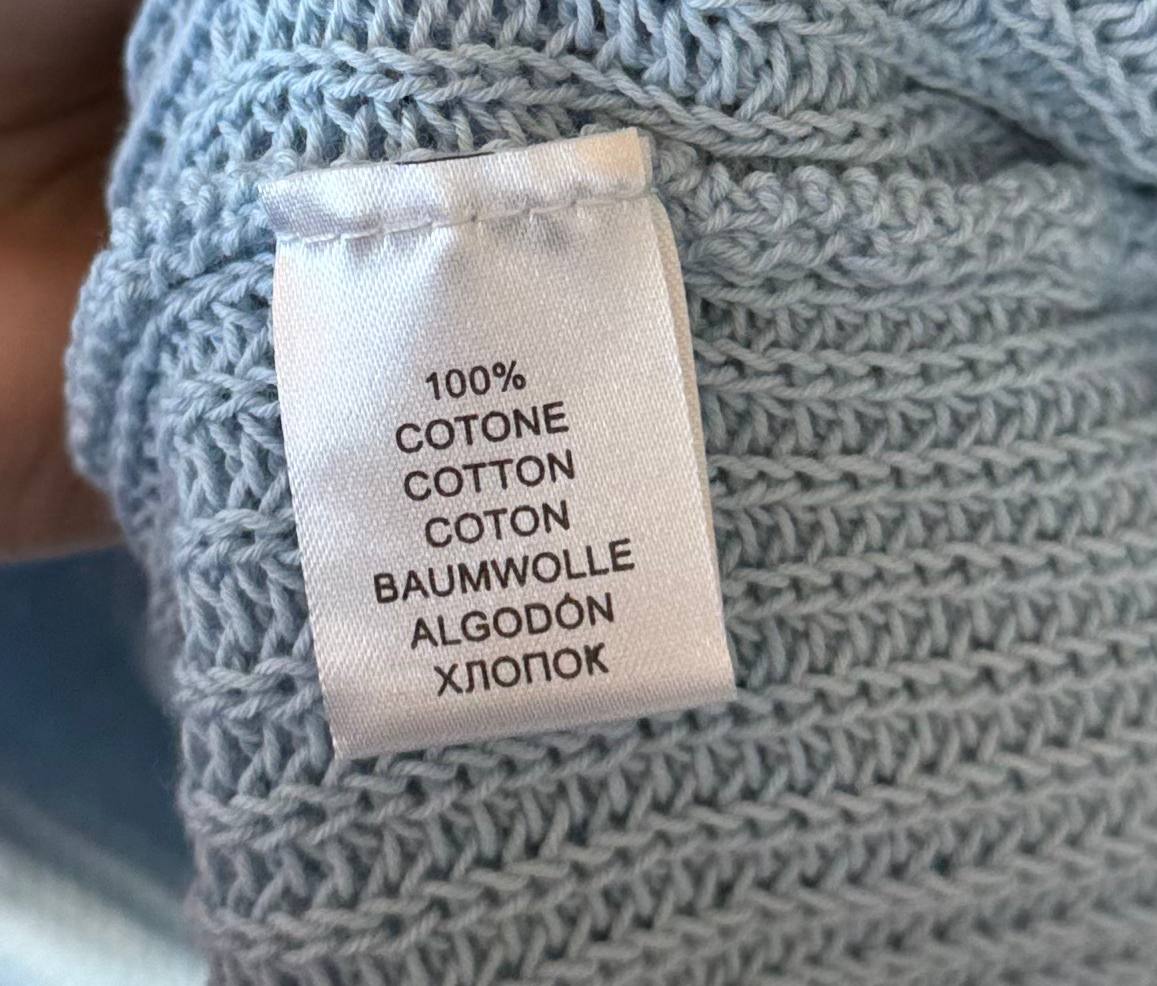 100%
COTONE
COTTON
COTON
BAUMWOLLE
ALGODÓN
ХЛОПОК